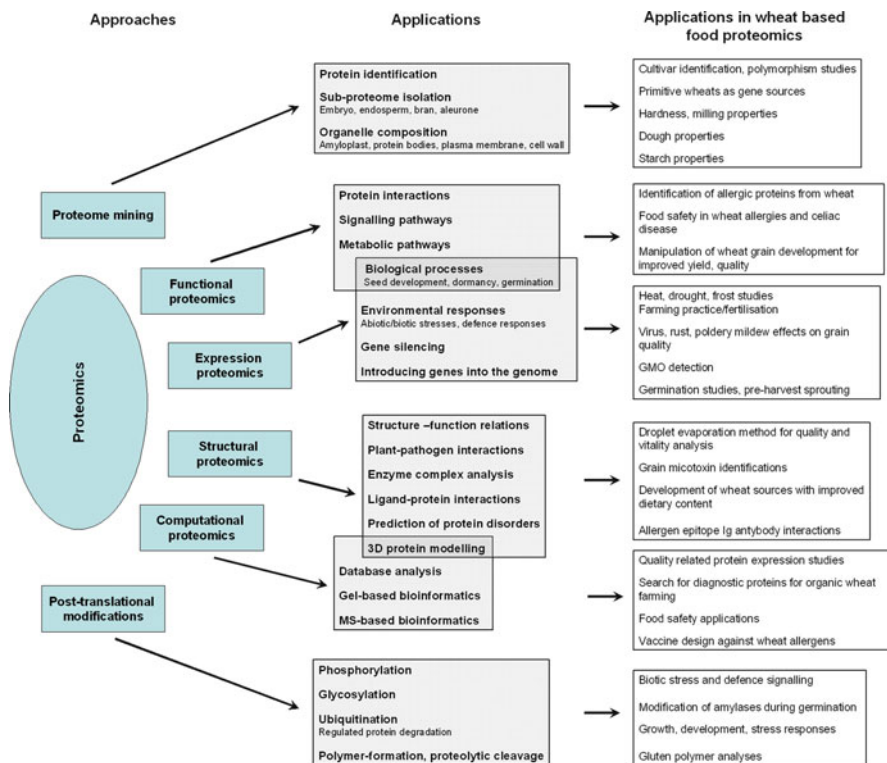 Approaches
Applications
Applications in wheat based
food proteomics
Proteomics
Proteome mining
Functional
proteomics
Expression
proteomics
Structural
proteomics
Computational
proteomics
Post-translational
modifications
Protein identification
Sub-proteome isolation
Embryo, endosperm, bran, aleurone
Organelle composition
Amyloplast, protein bodies, plasma membrane, cell wall
Protein interactions
Signalling pathways
Metabolic pathways
Biological processes
Seed development, dormancy, germination
Environmental responses
Abiotic/biotic stresses, defence responses
Gene silencing
Introducing genes into the genome
Structure –function relations
Plant-pathogen interactions
Enzyme complex analysis
Ligand-protein interactions
Prediction of protein disorders
3D protein modelling
Database analysis
Gel-based bioinformatics
MS-based bioinformatics
Phosphorylation
Glycosylation
Ubiquitination
Regulated protein degradation
Polymer-formation, proteolytic cleavage
Cultivar identification, polymorphism studies
Primitive wheats as gene sources
Hardness, milling properties
Dough properties
Starch properties
Identification of allergic proteins from wheat
Food safety in wheat allergies and celiac
disease
Manipulation of wheat grain development for
improved yield, quality
Heat, drought, frost studies
Farming practice/fertilisation
Virus, rust, poldery mildew effects on grain
quality
GMO detection
Germination studies, pre-harvest sprouting
Droplet evaporation method for quality and
vitality analysis
Grain micotoxin identifications
Development of wheat sources with improved
dietary content
Allergen epitope Ig antybody interactions
Quality related protein expression studies
Search for diagnostic proteins for organic wheat
farming
Food safety applications
Vaccine design against wheat allergens
Biotic stress and defence signalling
Modification of amylases during germination
Growth, development, stress responses
Gluten polymer analyses